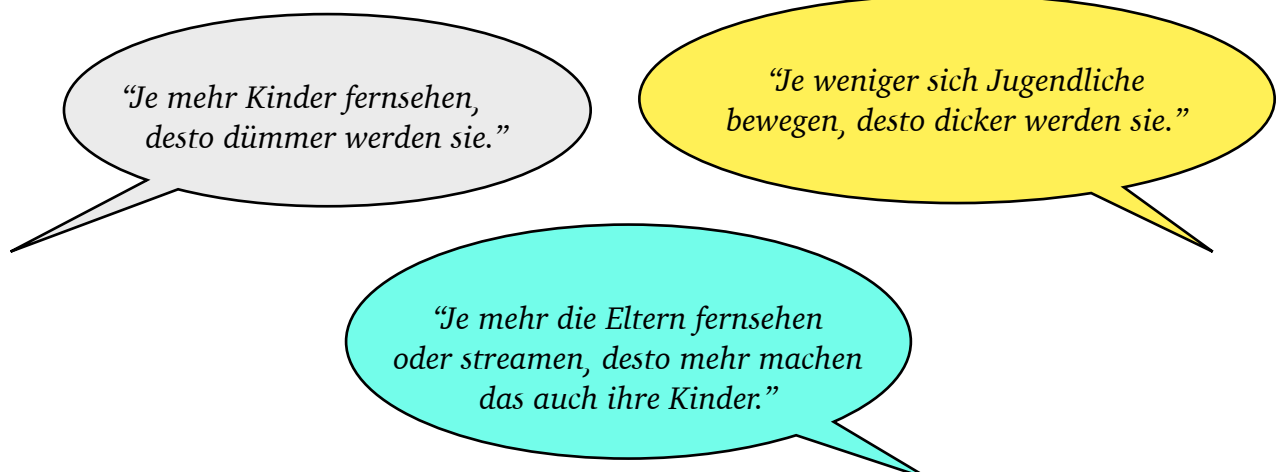 “Je mehr Kinder fernsehen,
desto dümmer werden sie.”
“Je weniger sich Jugendliche
bewegen, desto dicker werden sie.”
“Je mehr die Eltern fernsehen
oder streamen, desto mehr machen
das auch ihre Kinder.”